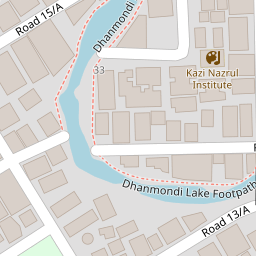 Road 15/A
Dhanmondi
33
Kazi Nazrul
Institute
Dhanmondi Lake Footpath
Road 13/A